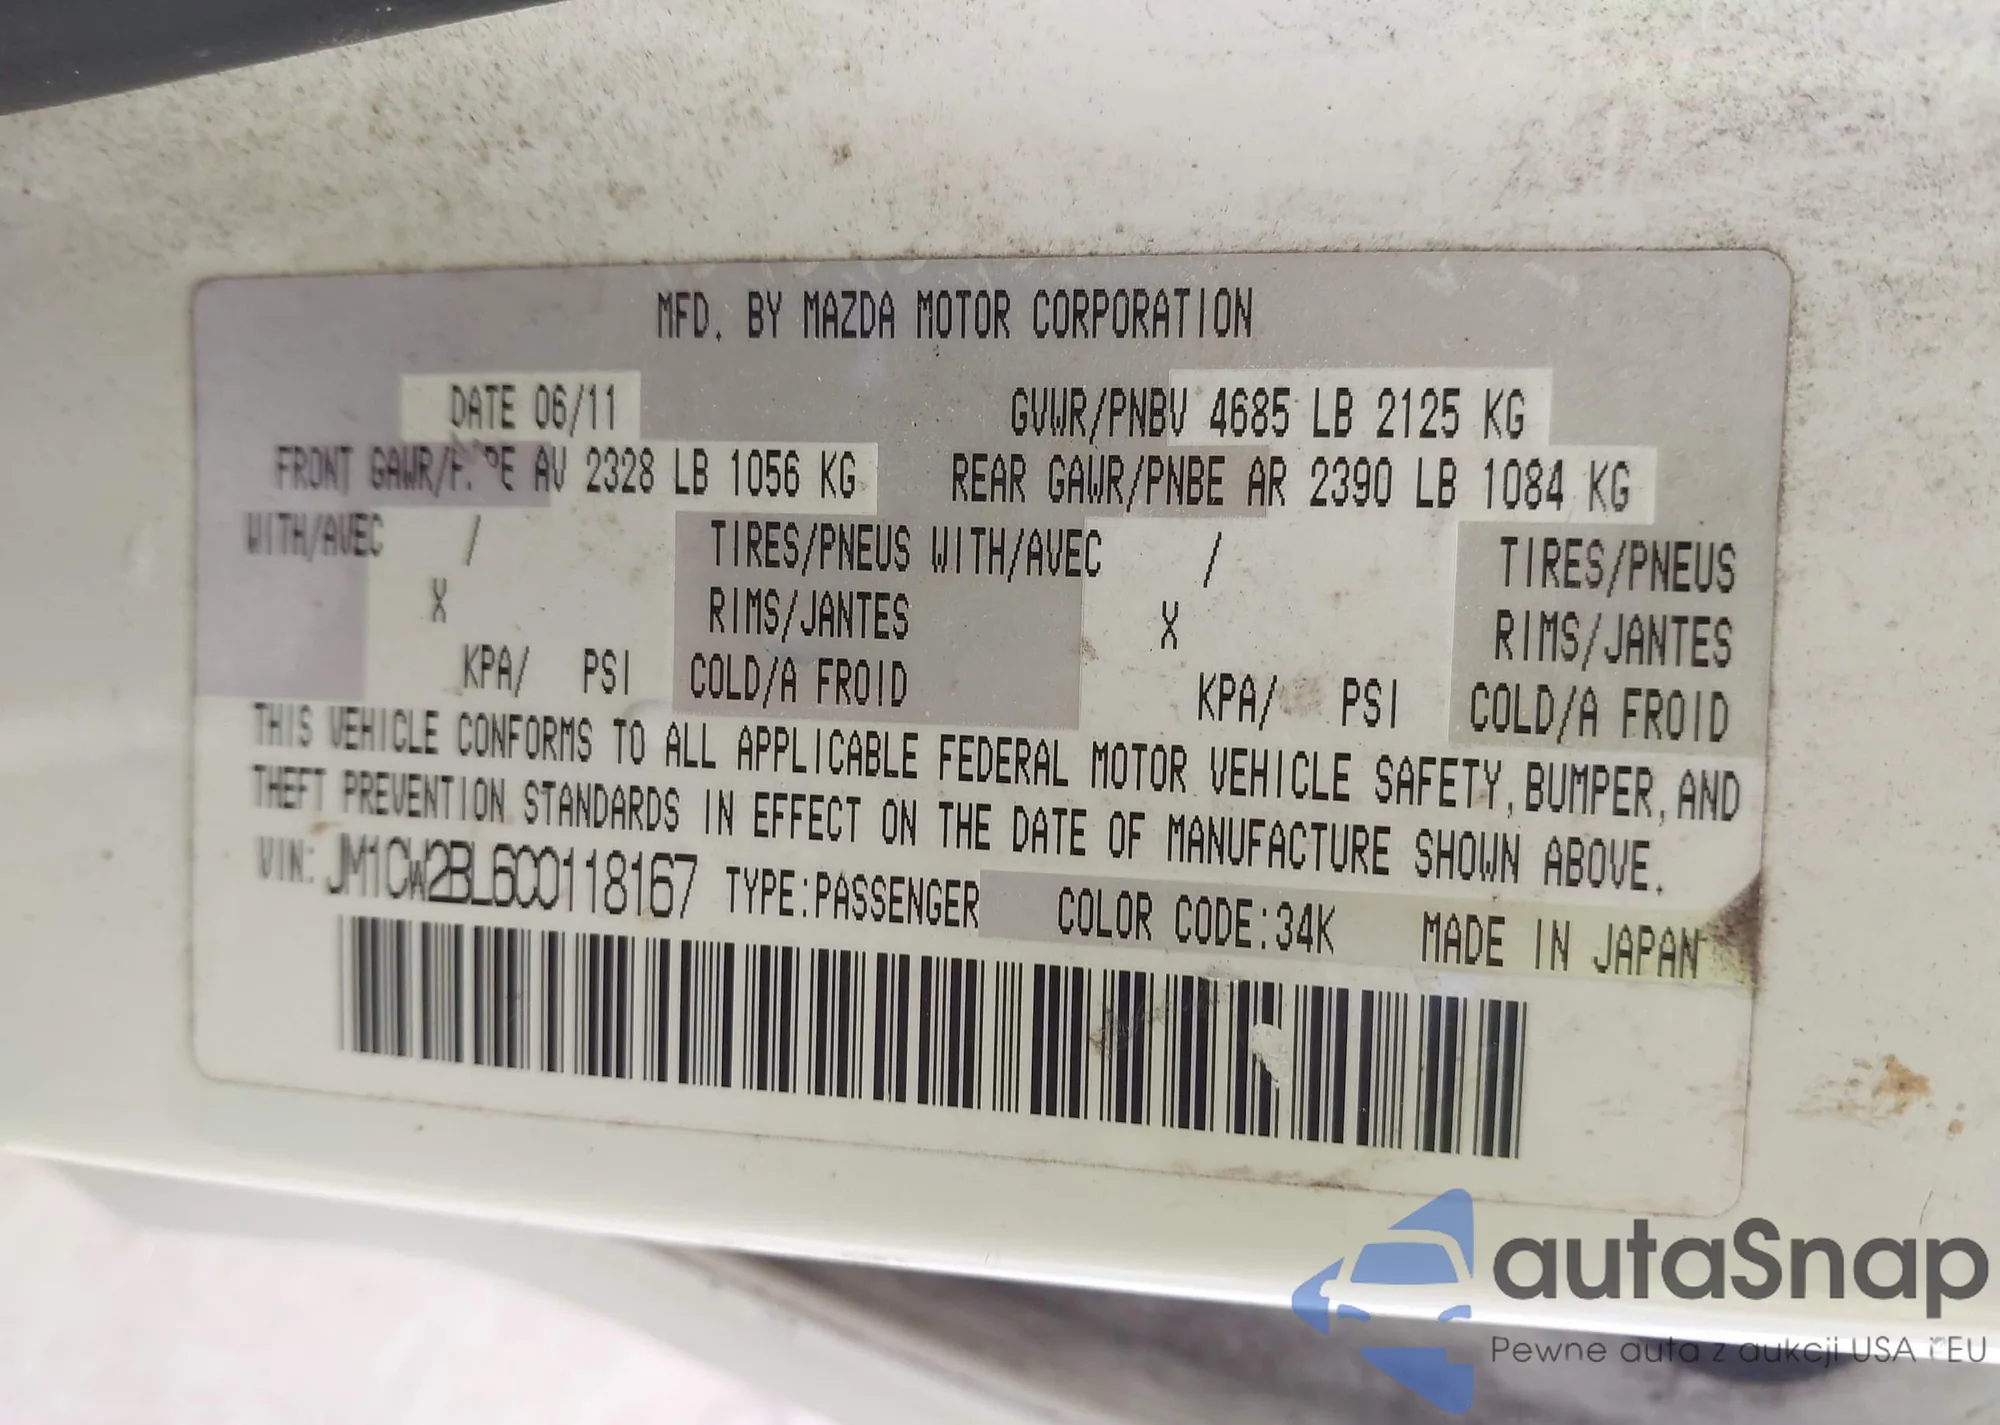 MFD. BY MAZDA MOTOR CORPORATION
DATE 06/11 GVWR/PNBV 4685 LB 2125 KG
FRONT GAWR/P. PE AV 2328 LB 1056 KG REAR GAWR/PNBE AR 2390 LB 1084 KG
WITH/AVEC / TIRES/PNEUS WITH/AVEC / TIRES/PNEUS
X RIMS/JANTES X RIMS/JANTES
KPA/ PSI COLD/A FROID KPA/ PSI COLD/A FROID
THIS VEHICLE CONFORMS TO ALL APPLICABLE FEDERAL MOTOR VEHICLE SAFETY, BUMPER, AND
THEFT PREVENTION STANDARDS IN EFFECT ON THE DATE OF MANUFACTURE SHOWN ABOVE.
VIN: JM1CW2BL6C0118167 TYPE:PASSENGER COLOR CODE:34K MADE IN JAPAN
autaSnap
Pewne auta z aukcji USA i EU